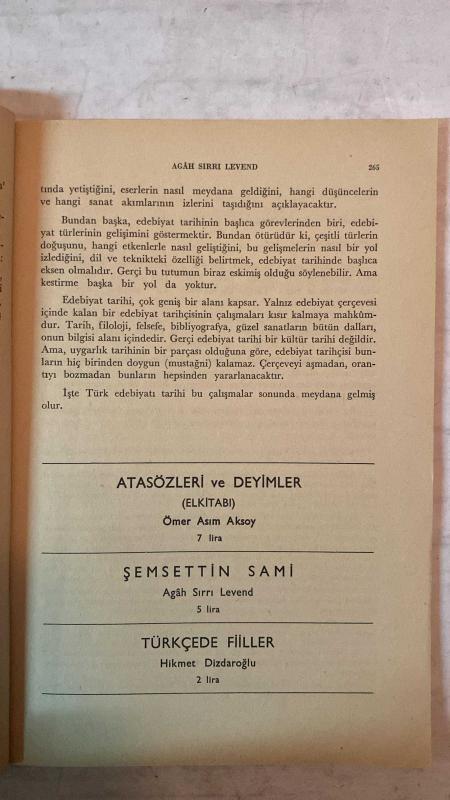 AGÂH SIRRI LEVEND 265
tında yetiştiğini, eserlerin nasıl meydana geldiğini, hangi düşüncelerin
ve hangi sanat akımlarının izlerini taşıdığını açıklayacaktır.
Bundan başka, edebiyat tarihinin başlıca görevlerinden biri, edebi-
yat türlerinin gelişimini göstermektir. Bundan ötürüdür ki, çeşitli türlerin
doğuşunu, hangi etkenlerle nasıl geliştiğini, bu gelişmelerin nasıl bir yol
izlediğini, dil ve teknikteki özelliği belirtmek, edebiyat tarihinde başlıca
eksen olmalıdır. Gerçi bu tutumun biraz eskimiş olduğu söylenebilir. Ama
kestirme başka bir yol da yoktur.
Edebiyat tarihi, çok geniş bir alanı kapsar. Yalnız edebiyat çerçevesi
içinde kalan bir edebiyat tarihçisinin çalışmaları kısır kalmaya mahkûm-
dur. Tarih, filoloji, felsefe, bibliyografya, güzel sanatların bütün dalları,
onun bilgisi alanı içindedir. Gerçi edebiyat tarihi bir kültür tarihi değildir.
Ama, uygarlık tarihinin bir parçası olduğuna göre, edebiyat tarihçisi bun-
ların hiç birinden doygun (mustağni) kalamaz. Çerçeveyi aşmadan, oran-
tıyı bozmadan bunların hepsinden yararlanacaktır.
İşte Türk edebiyatı tarihi bu çalışmalar sonunda meydana gelmiş
olur.
ATASÖZLERİ ve DEYİMLER
(ELKİTABI)
Ömer Asım Aksoy
7 lira
ŞEMSETTİN SAMİ
Agâh Sırrı Levend
5 lira
TÜRKÇEDE FİİLLER
Hikmet Dizdaroğlu
2 lira